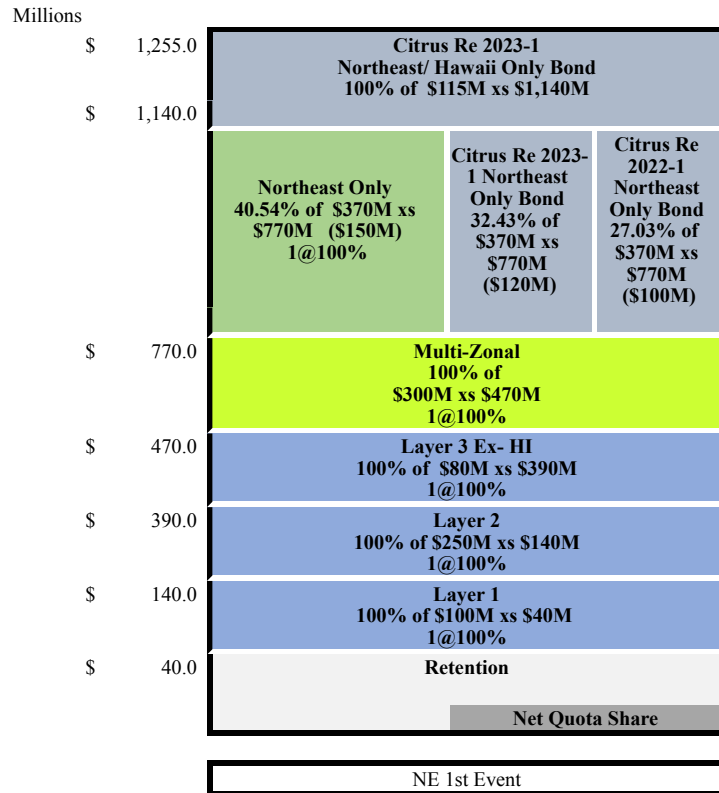 Millions
$ 1,255.0
Citrus Re 2023-1
Northeast/ Hawaii Only Bond
100% of $115M xs $1,140M
$ 1,140.0
Northeast Only
40.54% of $370M xs
$770M ($150M)
1@100%
Citrus Re 2023-
1 Northeast
Only Bond
32.43% of
$370M xs
$770M
($120M)
Citrus Re
2022-1
Northeast
Only Bond
27.03% of
$370M xs
$770M
($100M)
$ 770.0
Multi-Zonal
100% of
$300M xs $470M
1@100%
$ 470.0
Layer 3 Ex- HI
100% of $80M xs $390M
1@100%
$ 390.0
Layer 2
100% of $250M xs $140M
1@100%
$ 140.0
Layer 1
100% of $100M xs $40M
1@100%
$ 40.0
Retention
Net Quota Share
NE 1st Event